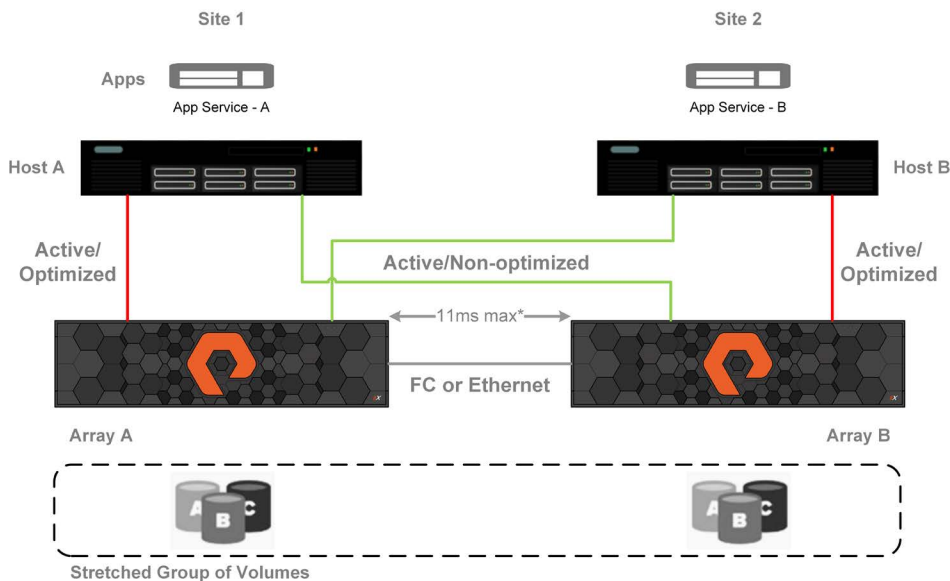 Site 1
Site 2
Apps
App Service - A
App Service - B
Host A
Host B
Active/
Optimized
Active/Non-optimized
Active/
Optimized
11ms max*
FC or Ethernet
Array A
Array B
A
B
C
A
B
C
Stretched Group of Volumes